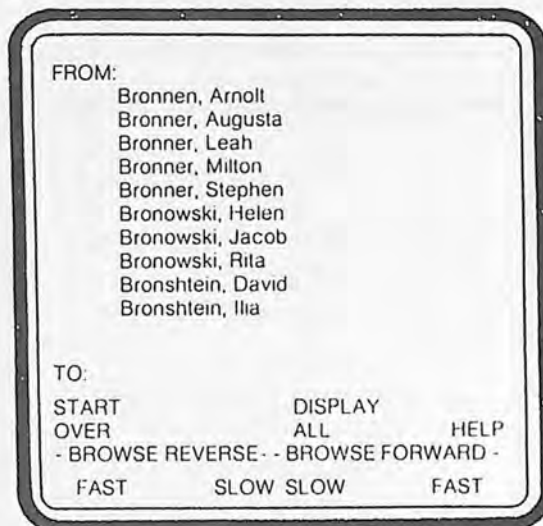 FROM:
Bronnen, Arnolt
Bronner, Augusta
Bronner, Leah
Bronner, Milton
Bronner, Stephen
Bronowski, Helen
Bronowski, Jacob
Bronowski, Rita
Bronshtein, David
Bronshtein, Ilia
TO:
START DISPLAY
OVER ALL HELP
- BROWSE REVERSE - - BROWSE FORWARD -
FAST SLOW SLOW FAST